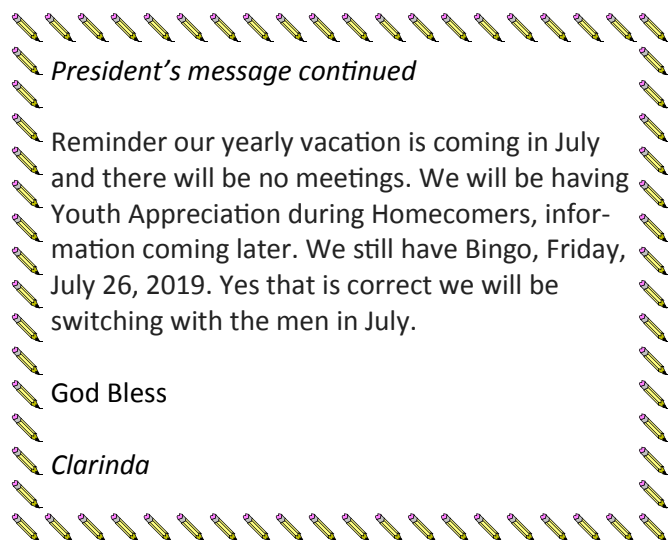 President’s message continued
Reminder our yearly vacation is coming in July
and there will be no meetings. We will be having
Youth Appreciation during Homecomers, infor-
mation coming later. We still have Bingo, Friday,
July 26, 2019. Yes that is correct we will be
switching with the men in July.
God Bless
Clarinda